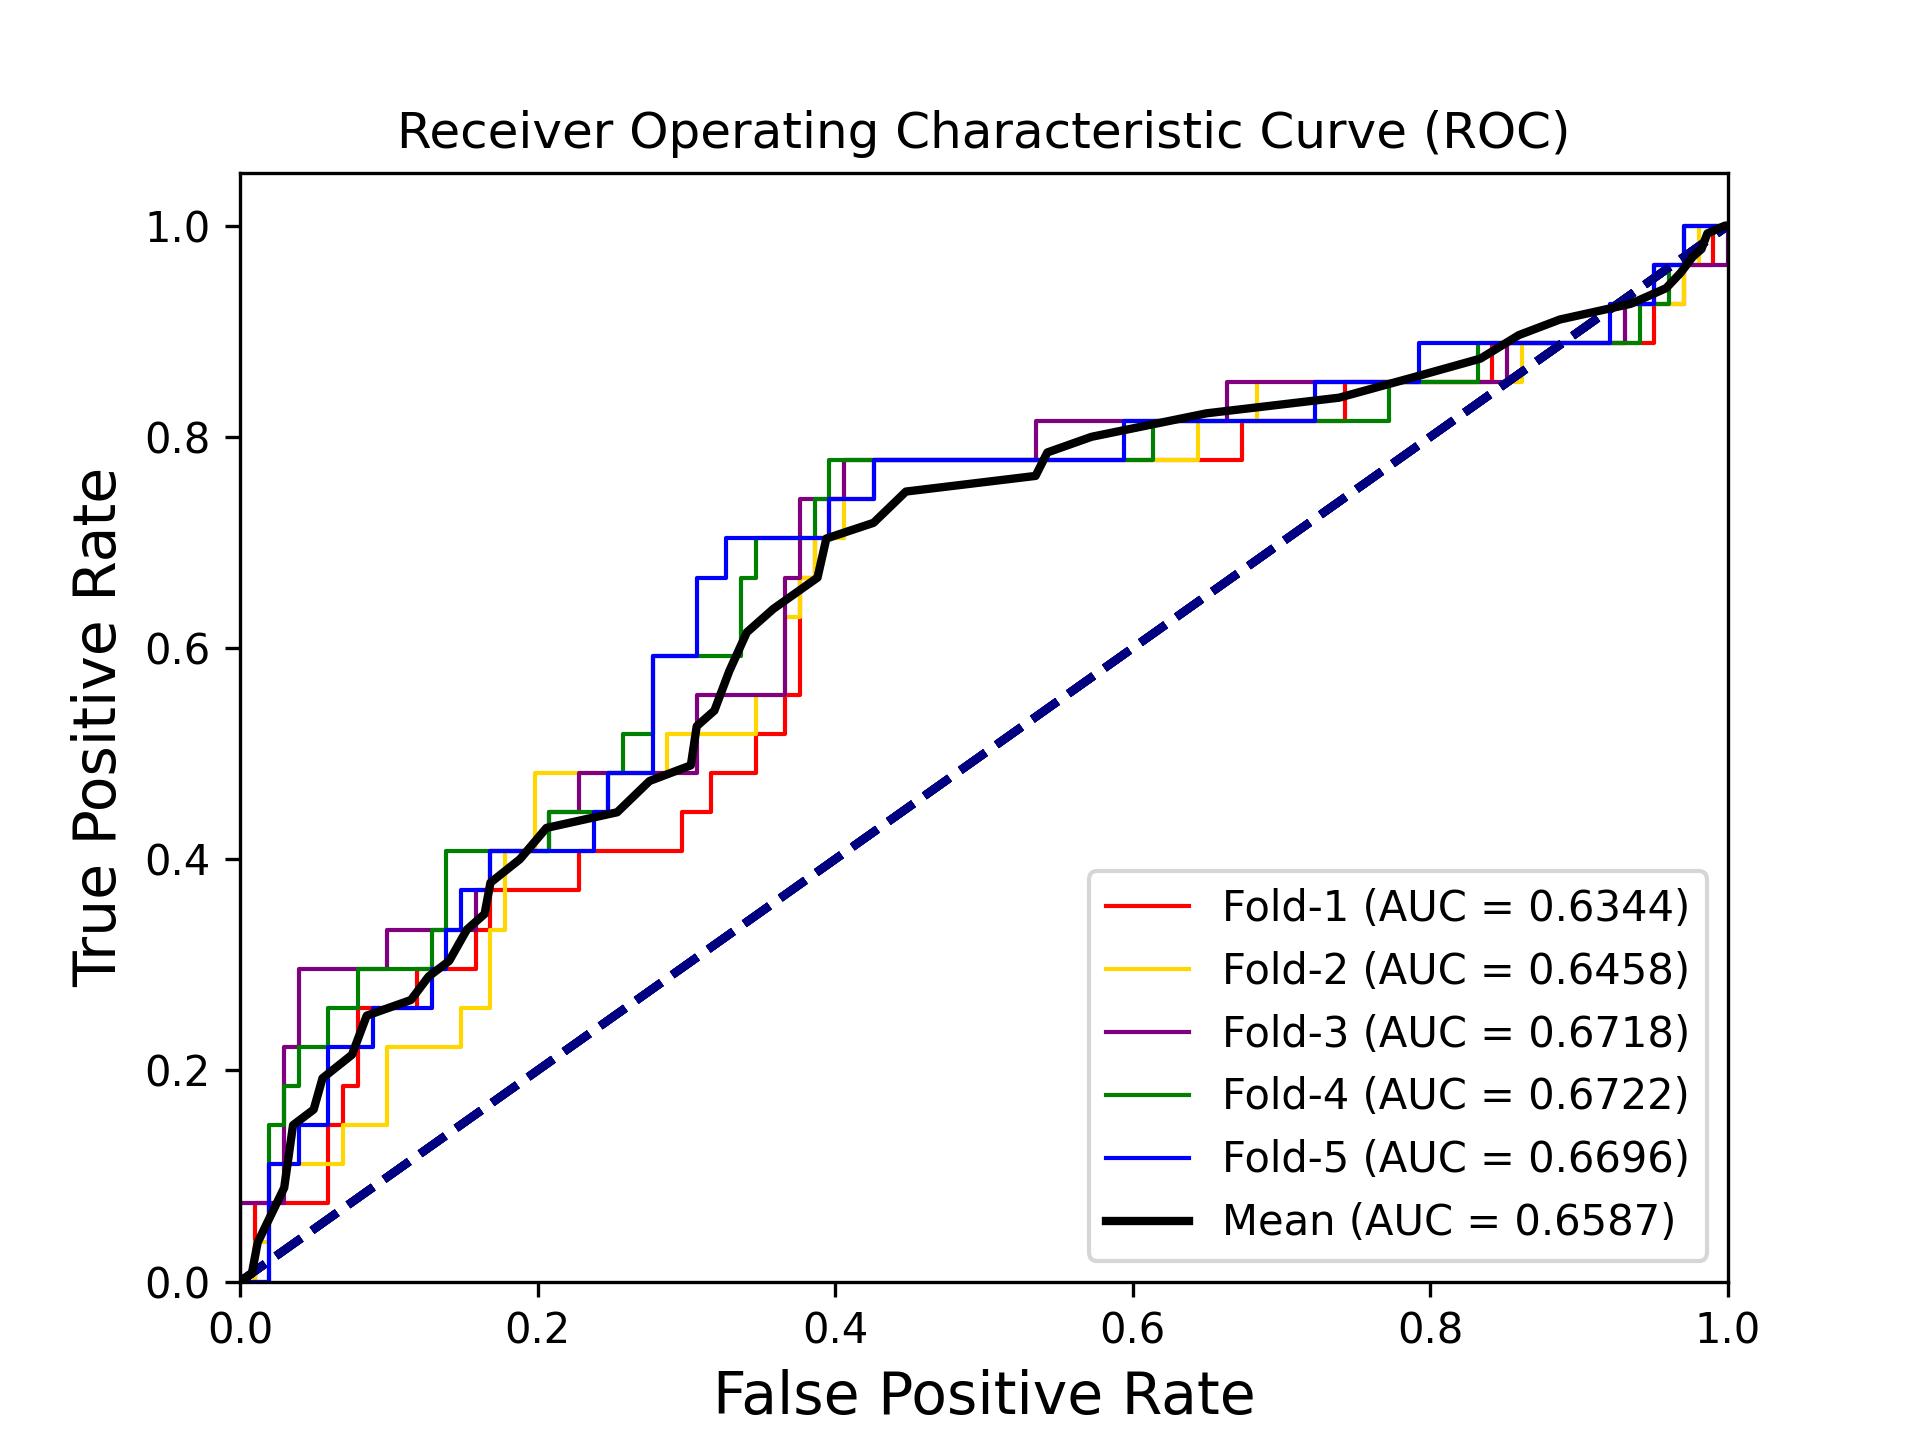 Receiver Operating Characteristic Curve (ROC)
True Positive Rate
1.0
0.8
0.6
0.4
0.2
0.0
Fold-1 (AUC = 0.6344)
Fold-2 (AUC = 0.6458)
Fold-3 (AUC = 0.6718)
Fold-4 (AUC = 0.6722)
Fold-5 (AUC = 0.6696)
Mean (AUC = 0.6587)
0.0 0.2 0.4 0.6 0.8 1.0
False Positive Rate